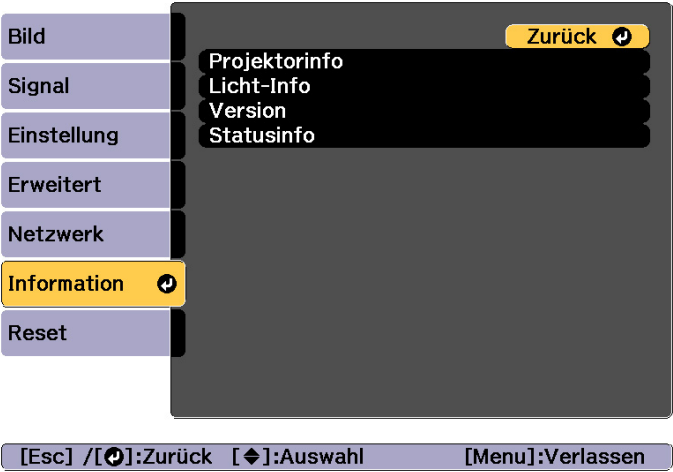 Bild
Signal
Einstellung
Erweitert
Netzwerk
Information
Reset
Zurück
Projektorinfo
Licht-Info
Version
Statusinfo
[Esc] /[↵]:Zurück [◆]:Auswahl [Menu]:Verlassen